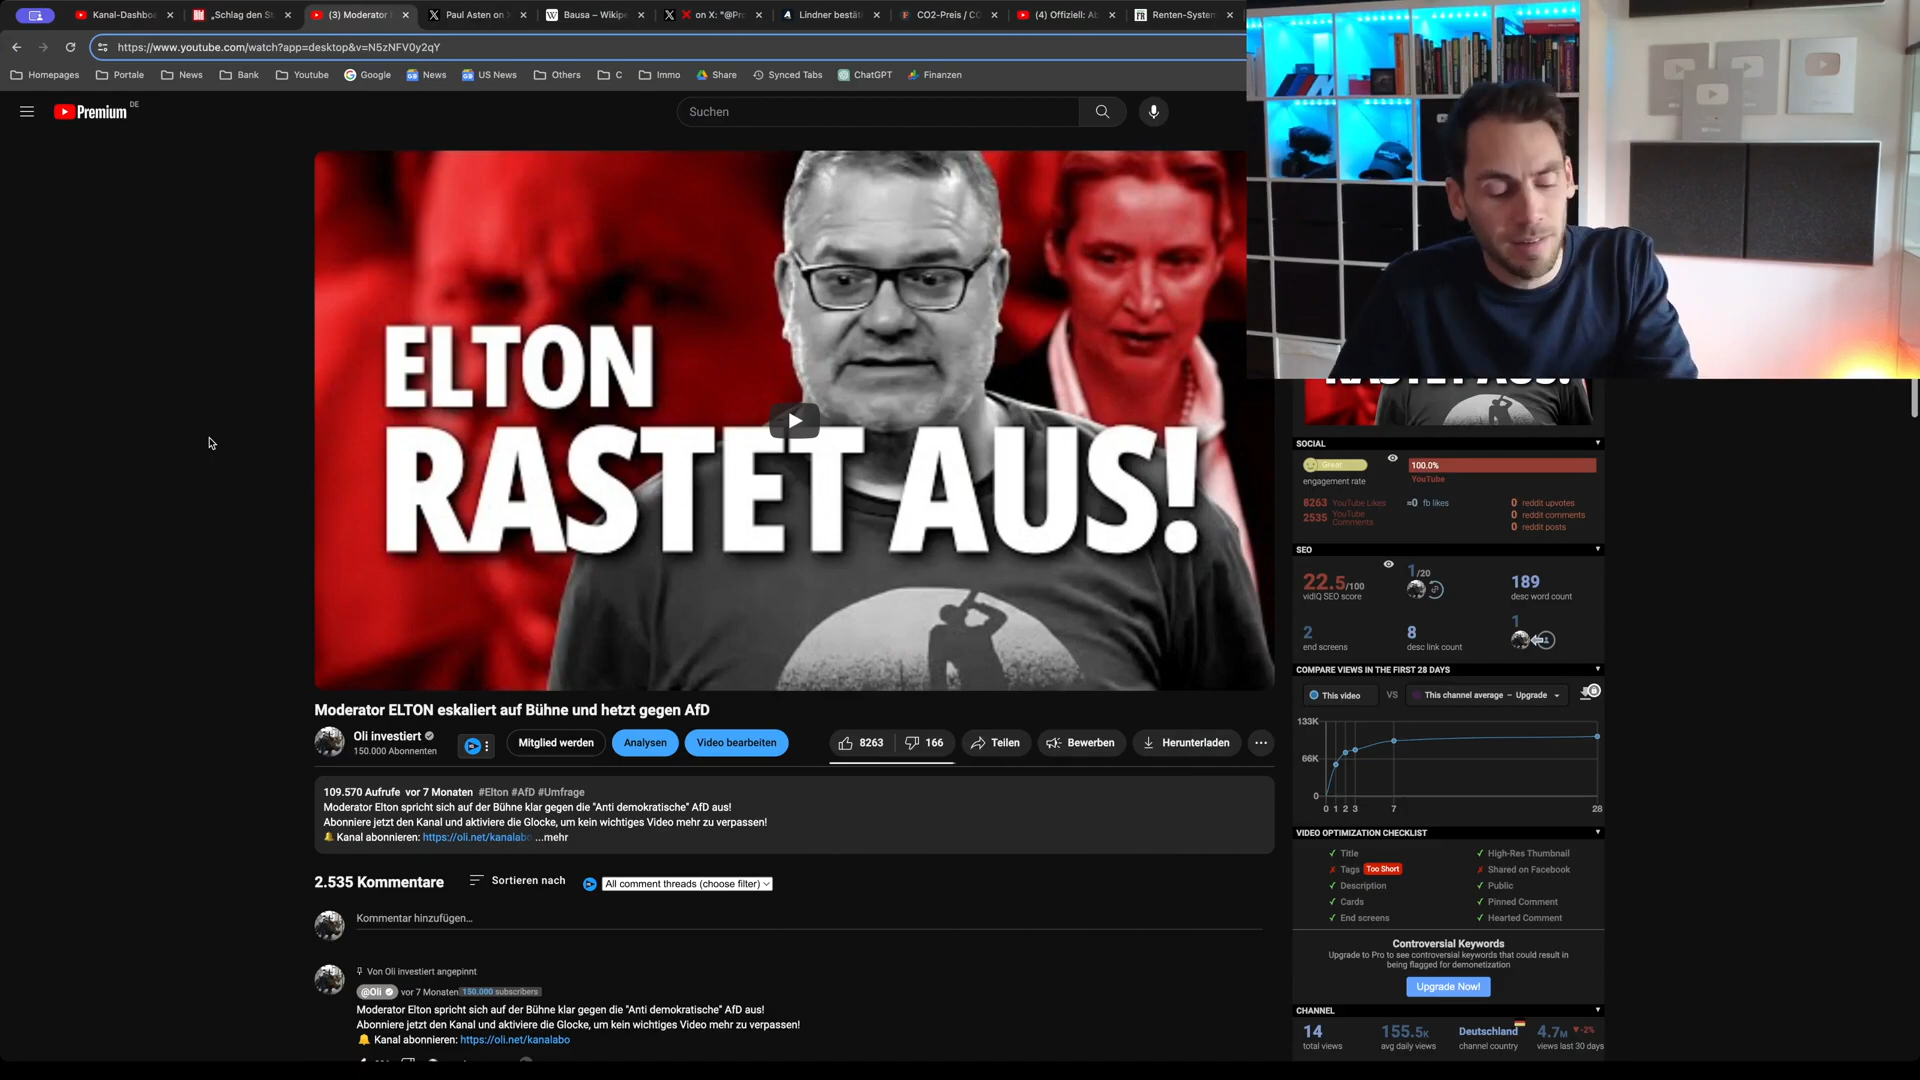 Kanal-Dashbo
„Schlag den St
(3) Moderator
Paul Asten on
Bausa – Wikipe
on X: "@Pro
Lindner bestät
CO2-Preis / CO
(4) Offiziell: Ab
Renten-System
https://www.youtube.com/watch?app=desktop&v=N5zNFV0y2qY
Homepages
Portale
News
Bank
Youtube
Google
News
US News
Others
C
Immo
Share
Synced Tabs
ChatGPT
Finanzen
Premium DE
Suchen
ELTON
RASTET AUS!
RASTET AUS!
Moderator ELTON eskaliert auf Bühne und hetzt gegen AfD
Oli investiert
150.000 Abonnenten
Mitglied werden
Analysen
Video bearbeiten
8263
166
Teilen
Bewerben
Herunterladen
109.570 Aufrufe vor 7 Monaten #Elton #AfD #Umfrage
Moderator Elton spricht sich auf der Bühne klar gegen die "Anti demokratische" AfD aus!
Abonniere jetzt den Kanal und aktiviere die Glocke, um kein wichtiges Video mehr zu verpassen!
Kanal abonnieren: https://oli.net/kanalabo ...mehr
2.535 Kommentare
Sortieren nach
All comment threads (choose filter)
Kommentar hinzufügen...
Von Oli investiert angepinnt
@Oli vor 7 Monaten 150.000 subscribers
Moderator Elton spricht sich auf der Bühne klar gegen die "Anti demokratische" AfD aus!
Abonniere jetzt den Kanal und aktiviere die Glocke, um kein wichtiges Video mehr zu verpassen!
Kanal abonnieren: https://oli.net/kanalabo
SOCIAL
Great
engagement rate
100.0%
YouTube
8263 YouTube Likes
2535 YouTube Comments
=0 fb likes
0 reddit upvotes
0 reddit comments
0 reddit posts
SEO
22.5/100
vidIQ SEO score
1/20
189
desc word count
2
end screens
8
desc link count
1
COMPARE VIEWS IN THE FIRST 28 DAYS
This video
VS
This channel average – Upgrade
133K
66K
0
0 1 2 3 7 28
VIDEO OPTIMIZATION CHECKLIST
Title
Tags Too Short
Description
Cards
End screens
High-Res Thumbnail
Shared on Facebook
Public
Pinned Comment
Hearted Comment
Controversial Keywords
Upgrade to Pro to see controversial keywords that could result in
being flagged for demonetization
Upgrade Now!
CHANNEL
14
total views
155.5K
avg daily views
Deutschland
channel country
4.7M -2%
views last 30 days